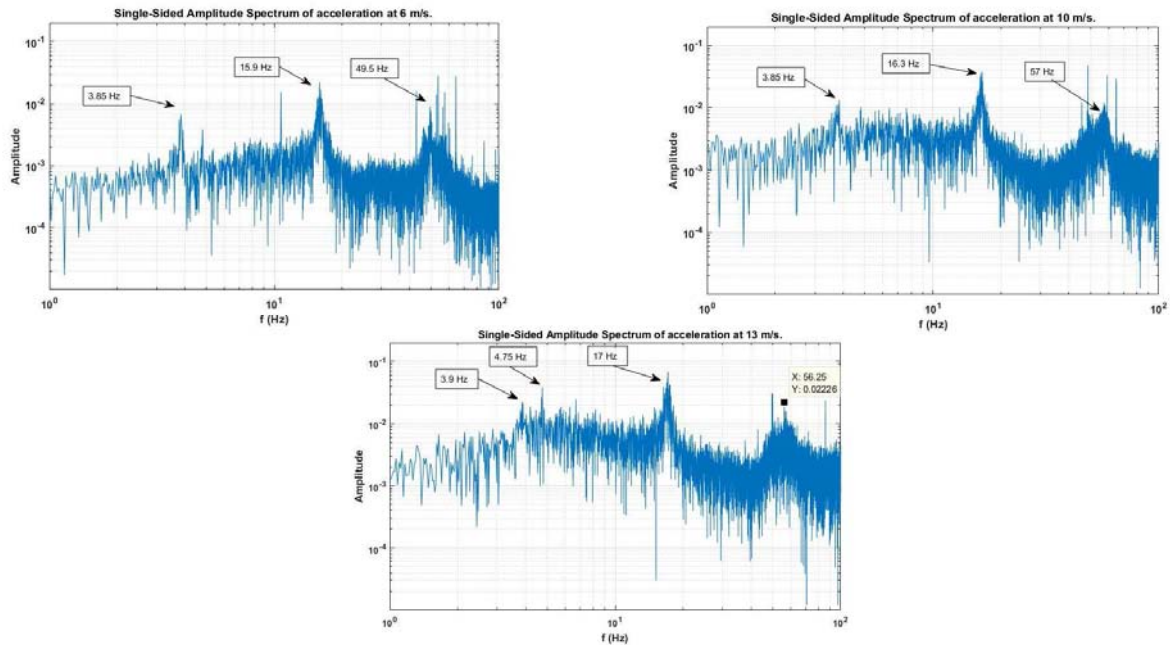 Single-Sided Amplitude Spectrum of acceleration at 6 m/s.
10⁻¹
10⁻²
10⁻³
10⁻⁴
Amplitude
3.85 Hz
15.9 Hz
49.5 Hz
10⁰
10¹
10²
f (Hz)
Single-Sided Amplitude Spectrum of acceleration at 10 m/s.
10⁻¹
10⁻²
10⁻³
10⁻⁴
Amplitude
3.85 Hz
16.3 Hz
57 Hz
10⁰
10¹
10²
f (Hz)
Single-Sided Amplitude Spectrum of acceleration at 13 m/s.
10⁻¹
10⁻²
10⁻³
10⁻⁴
Amplitude
3.9 Hz
4.75 Hz
17 Hz
X: 56.25
Y: 0.02226
10⁰
10¹
10²
f (Hz)